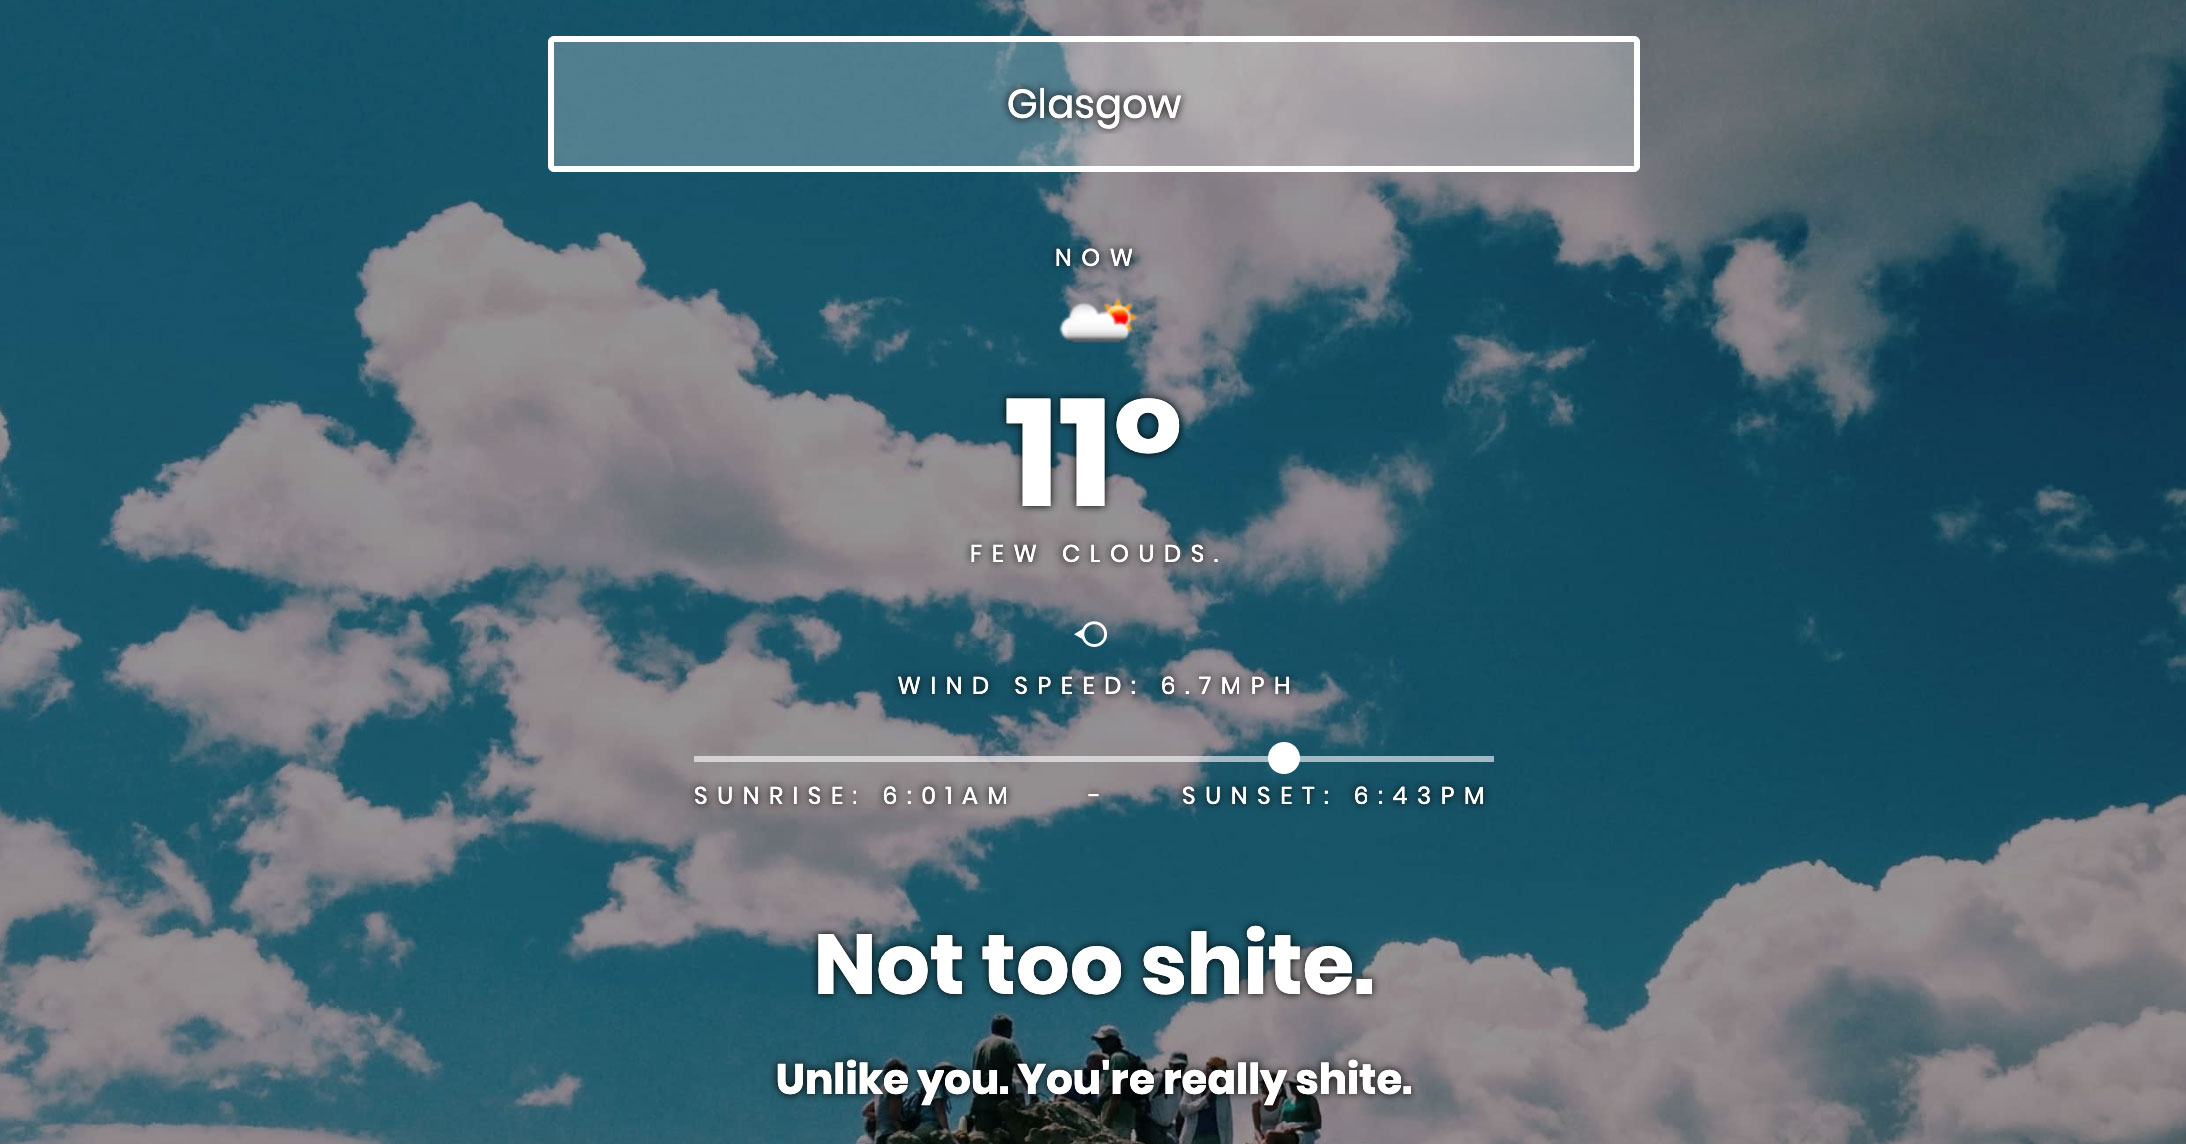 Glasgow
NOW
11º
FEW CLOUDS.
WIND SPEED: 6.7MPH
SUNRISE: 6:01AM - SUNSET: 6:43PM
Not too shite.
Unlike you. You're really shite.